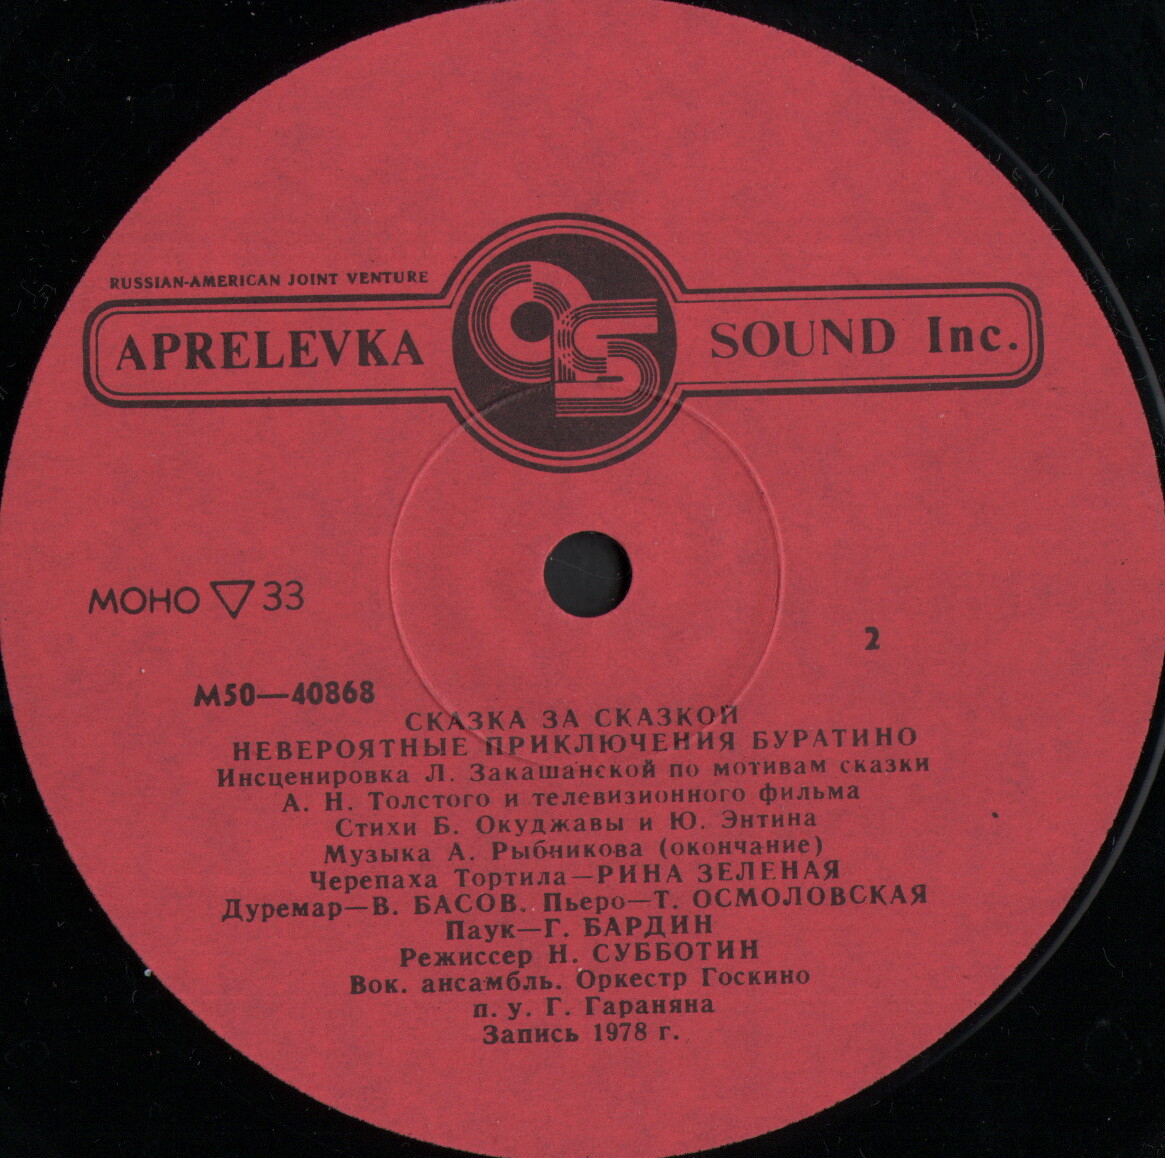 RUSSIAN-AMERICAN JOINT VENTURE
APRELEVKA SOUND Inc.
МОНО 33
2
М50—40868
СКАЗКА ЗА СКАЗКОЙ
НЕВЕРОЯТНЫЕ ПРИКЛЮЧЕНИЯ БУРАТИНО
Инсценировка Л. Закашанской по мотивам сказки
А. Н. Толстого и телевизионного фильма
Стихи Б. Окуджавы и Ю. Энтина
Музыка А. Рыбникова (окончание)
Черепаха Тортила—РИНА ЗЕЛЕНАЯ
Дуремар—В. БАСОВ. Пьеро—Т. ОСМОЛОВСКАЯ
Паук—Г. БАРДИН
Режиссер Н. СУББОТИН
Вок. ансамбль. Оркестр Госкино
п. у. Г. Гараняна
Запись 1978 г.